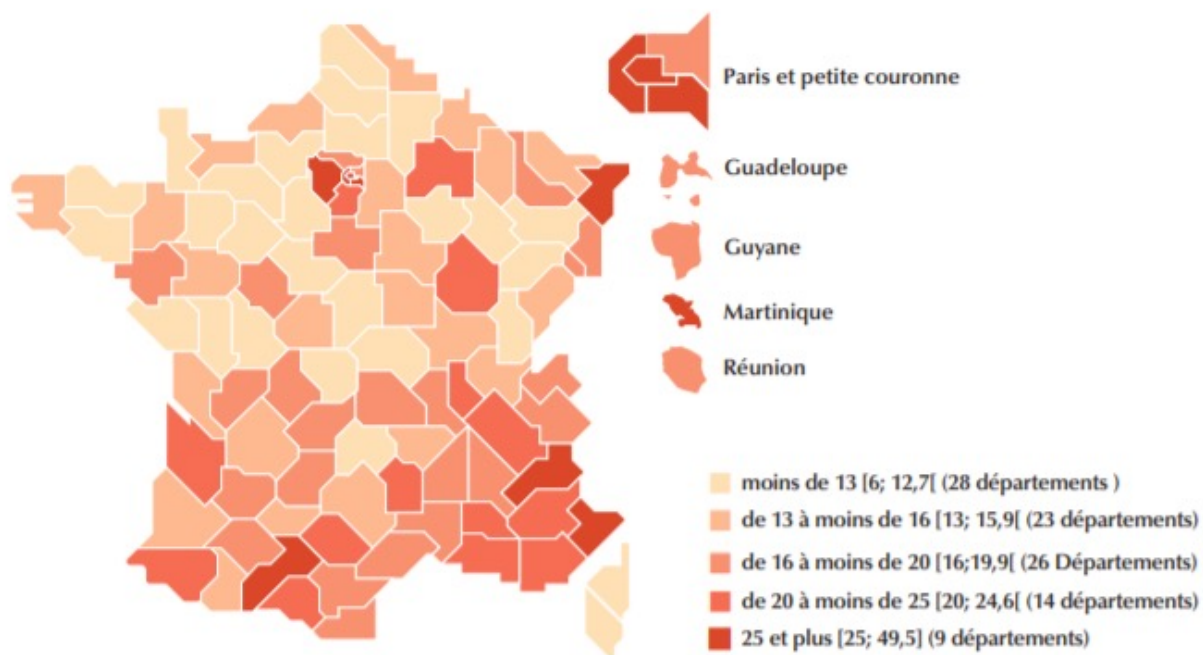 Paris et petite couronne
Guadeloupe
Guyane
Martinique
Réunion
moins de 13 [6; 12,7[ (28 départements )
de 13 à moins de 16 [13; 15,9[ (23 départements)
de 16 à moins de 20 [16;19,9[ (26 Départements)
de 20 à moins de 25 [20; 24,6[ (14 départements)
25 et plus [25; 49,5] (9 départements)